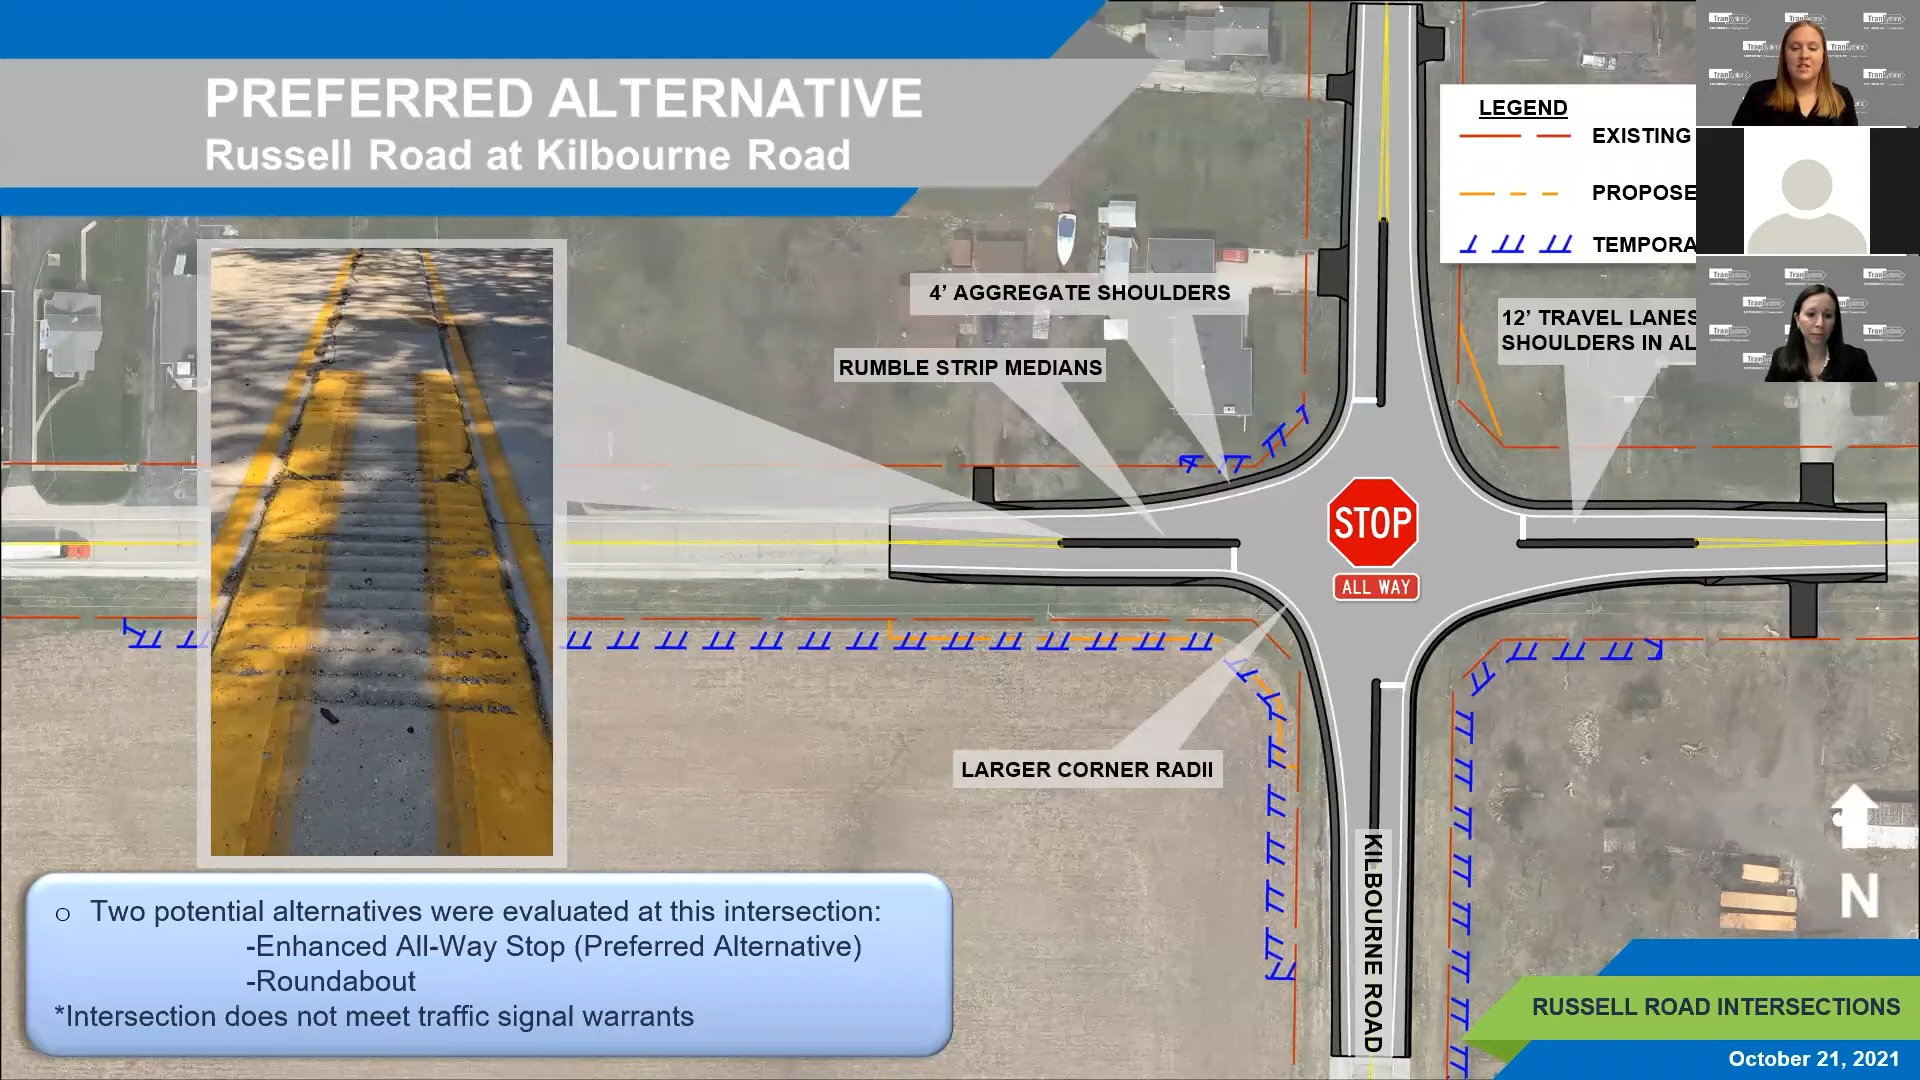 PREFERRED ALTERNATIVE
Russell Road at Kilbourne Road
LEGEND
EXISTING
PROPOSE
TEMPORA
4’ AGGREGATE SHOULDERS
RUMBLE STRIP MEDIANS
12’ TRAVEL LANES
SHOULDERS IN AL
STOP
ALL WAY
LARGER CORNER RADII
KILBOURNE ROAD
N
o Two potential alternatives were evaluated at this intersection:
-Enhanced All-Way Stop (Preferred Alternative)
-Roundabout
*Intersection does not meet traffic signal warrants
RUSSELL ROAD INTERSECTIONS
October 21, 2021